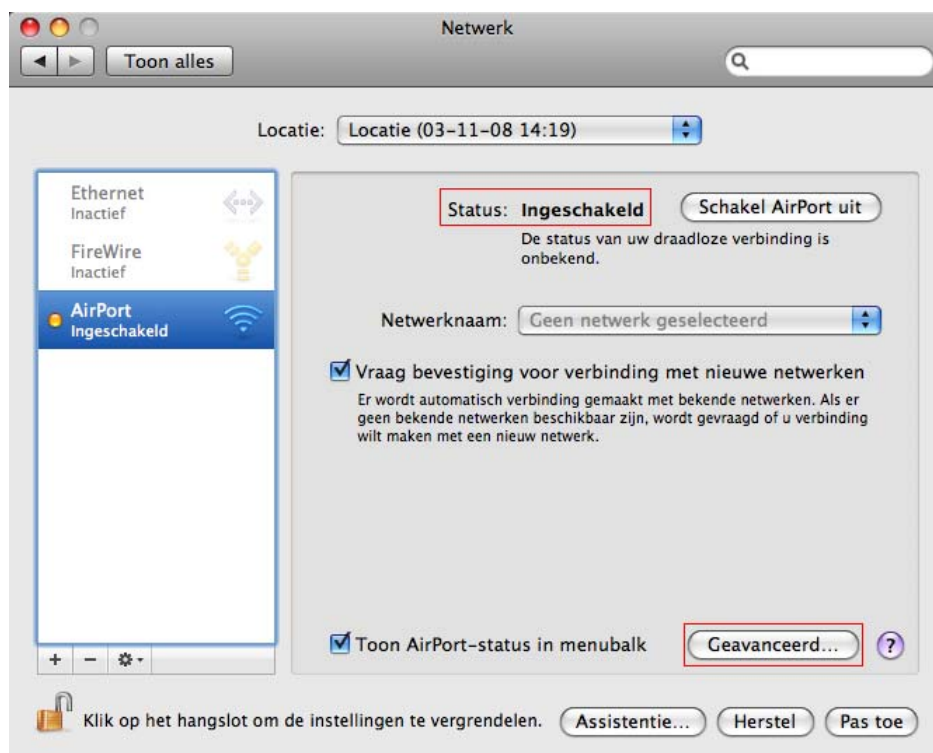 Netwerk
Toon alles
Locatie: Locatie (03-11-08 14:19)
Ethernet
Inactief
FireWire
Inactief
AirPort
Ingeschakeld
Status: Ingeschakeld
Schakel AirPort uit
De status van uw draadloze verbinding is
onbekend.
Netwerknaam: Geen netwerk geselecteerd
Vraag bevestiging voor verbinding met nieuwe netwerken
Er wordt automatisch verbinding gemaakt met bekende netwerken. Als er
geen bekende netwerken beschikbaar zijn, wordt gevraagd of u verbinding
wilt maken met een nieuw netwerk.
Toon AirPort-status in menubalk
Geavanceerd...
?
+ -
Klik op het hangslot om de instellingen te vergrendelen.
Assistentie...
Herstel
Pas toe